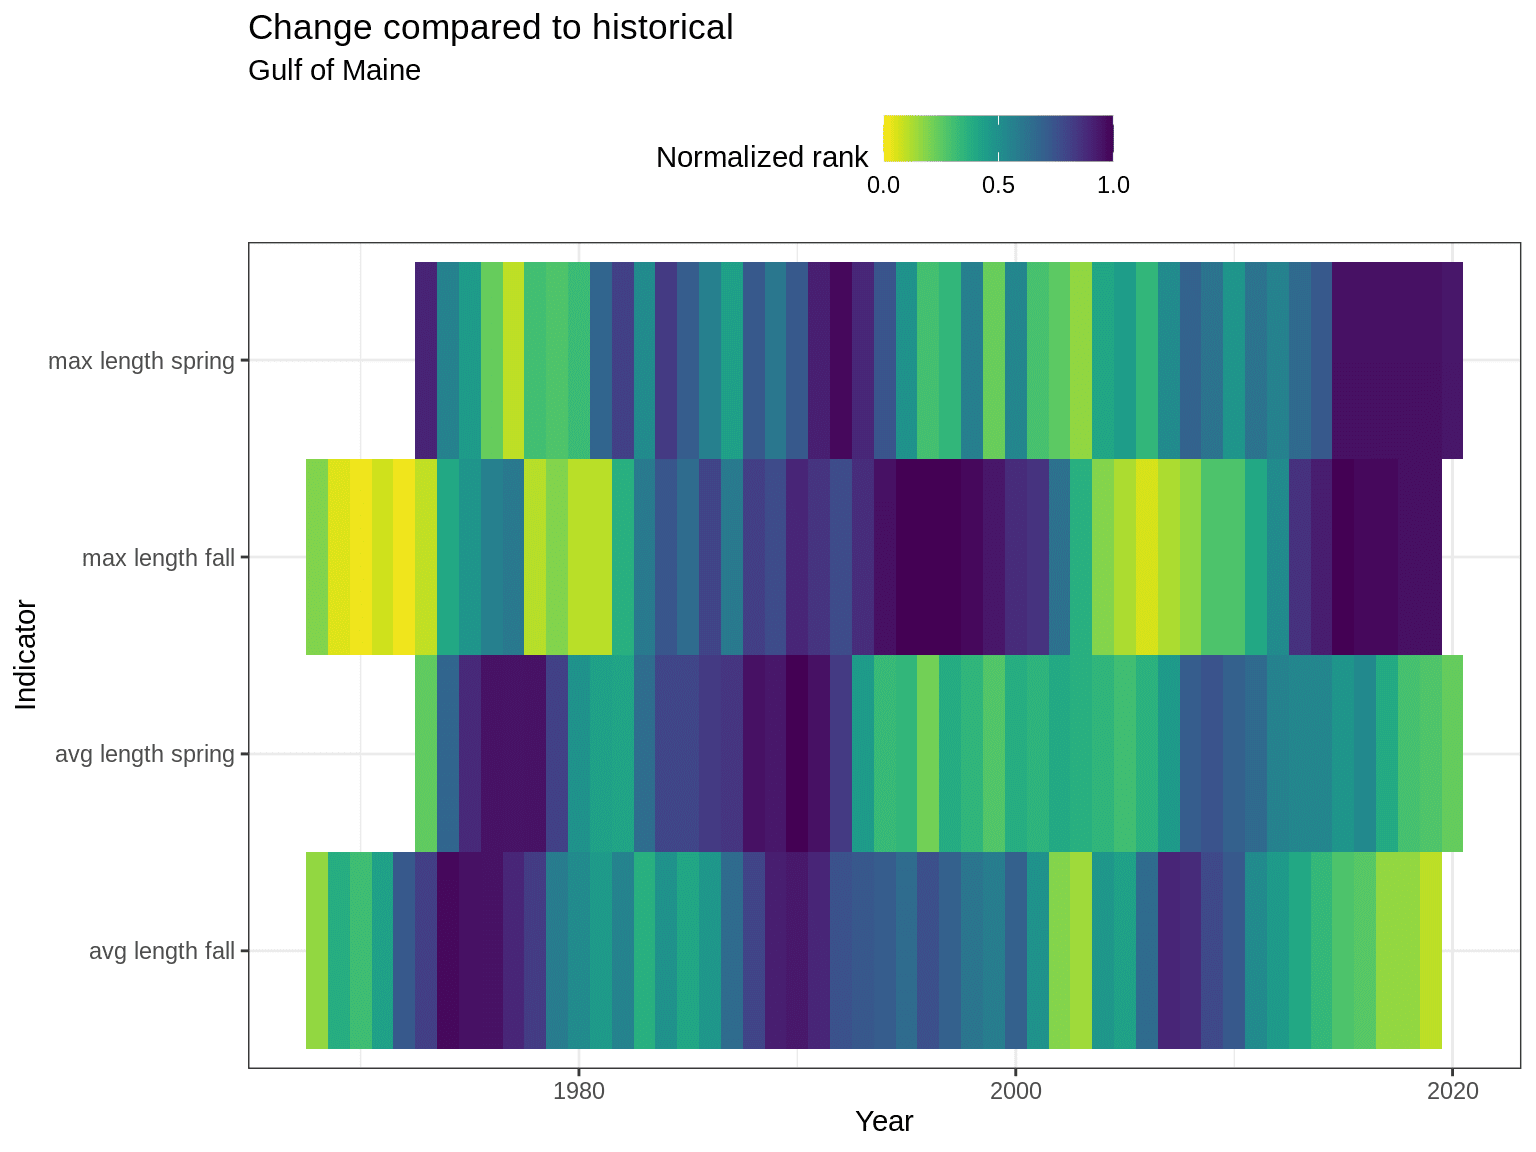 Change compared to historical
Gulf of Maine
Normalized rank
0.0 0.5 1.0
max length spring
max length fall
avg length spring
avg length fall
Indicator
1980 2000 2020
Year